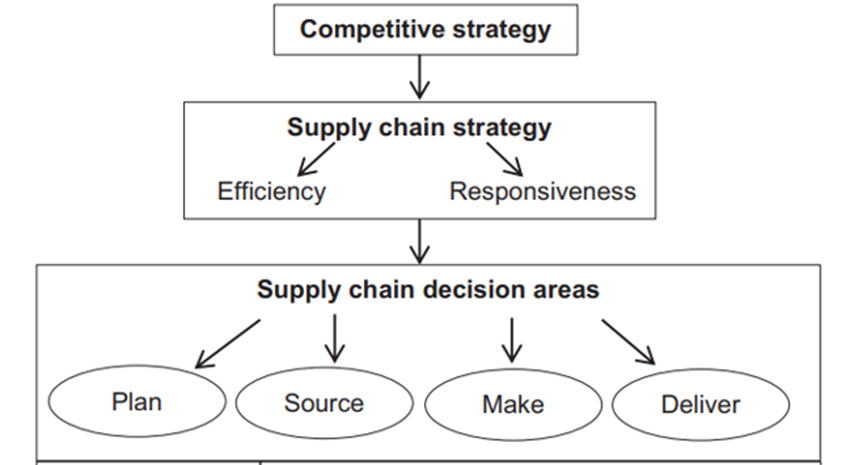 Competitive strategy
Supply chain strategy
Efficiency Responsiveness
Supply chain decision areas
Plan Source Make Deliver